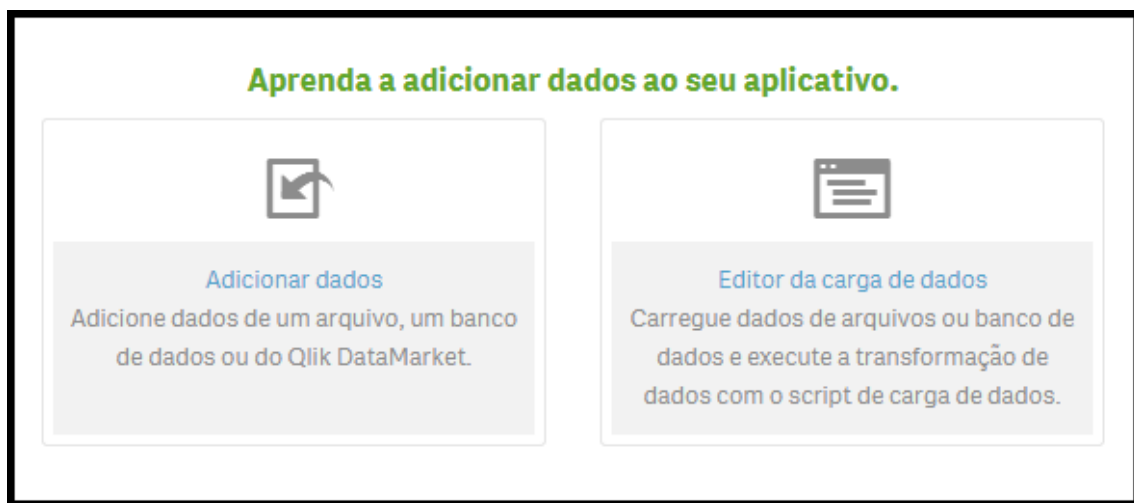 Aprenda a adicionar dados ao seu aplicativo.
Adicionar dados
Adicione dados de um arquivo, um banco
de dados ou do Qlik DataMarket.
Editor da carga de dados
Carregue dados de arquivos ou banco de
dados e execute a transformação de
dados com o script de carga de dados.